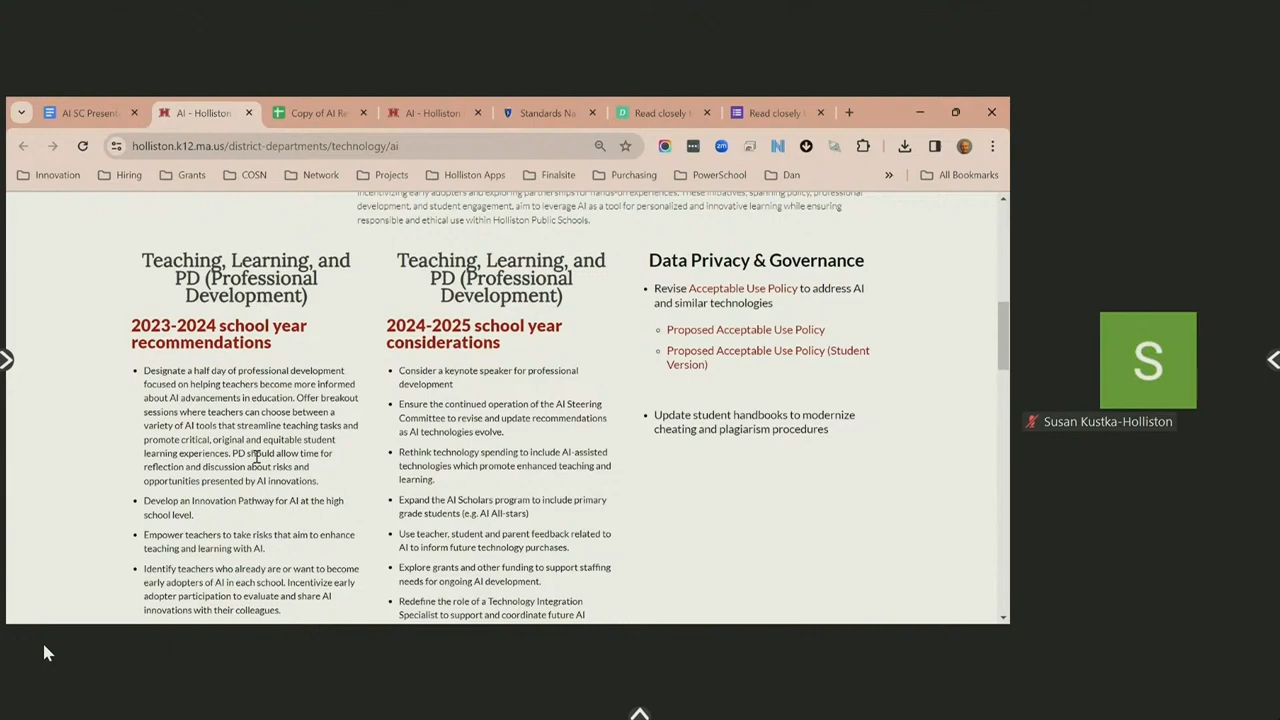 AI SC Present
AI - Holliston
Copy of AI Re
AI - Holliston
Standards Na
Read closely
Read closely
holliston.k12.ma.us/district-departments/technology/ai
Innovation
Hiring
Grants
COSN
Network
Projects
Holliston Apps
Finalsite
Purchasing
PowerSchool
Dan
»
All Bookmarks
incentivizing early adopters and exploring partnerships for hands-on experiences. These initiatives, spanning policy, professional
development, and student engagement, aim to leverage AI as a tool for personalized and innovative learning while ensuring
responsible and ethical use within Holliston Public Schools.
Teaching, Learning, and
PD (Professional
Development)
2023-2024 school year
recommendations
• Designate a half day of professional development
focused on helping teachers become more informed
about AI advancements in education. Offer breakout
sessions where teachers can choose between a
variety of AI tools that streamline teaching tasks and
promote critical, original and equitable student
learning experiences. PD should allow time for
reflection and discussion about risks and
opportunities presented by AI innovations.
• Develop an Innovation Pathway for AI at the high
school level.
• Empower teachers to take risks that aim to enhance
teaching and learning with AI.
• Identify teachers who already are or want to become
early adopters of AI in each school. Incentivize early
adopter participation to evaluate and share AI
innovations with their colleagues.
Teaching, Learning, and
PD (Professional
Development)
2024-2025 school year
considerations
• Consider a keynote speaker for professional
development
• Ensure the continued operation of the AI Steering
Committee to revise and update recommendations
as AI technologies evolve.
• Rethink technology spending to include AI-assisted
technologies which promote enhanced teaching and
learning.
• Expand the AI Scholars program to include primary
grade students (e.g. AI All-stars)
• Use teacher, student and parent feedback related to
AI to inform future technology purchases.
• Explore grants and other funding to support staffing
needs for ongoing AI development.
• Redefine the role of a Technology Integration
Specialist to support and coordinate future AI
Data Privacy & Governance
• Revise Acceptable Use Policy to address AI
and similar technologies
Proposed Acceptable Use Policy
Proposed Acceptable Use Policy (Student
Version)
• Update student handbooks to modernize
cheating and plagiarism procedures
S
Susan Kustka-Holliston